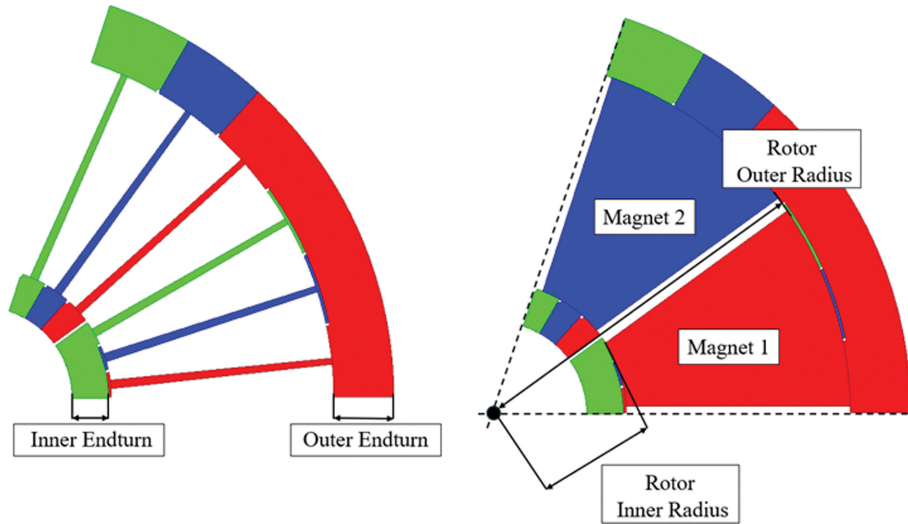 Inner Endturn
Outer Endturn
Rotor
Outer Radius
Magnet 2
Magnet 1
Rotor
Inner Radius